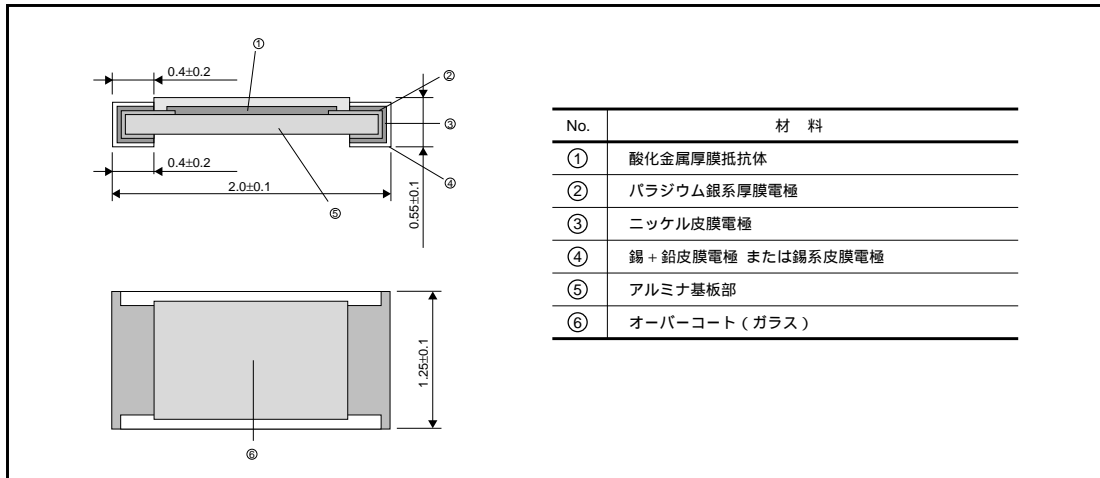 ①
0.4±0.2
②
③
0.4±0.2
④
2.0±0.1
⑤
0.55±0.1
1.25±0.1
⑥
No. 材 料
① 酸化金属厚膜抵抗体
② パラジウム銀系厚膜電極
③ ニッケル皮膜電極
④ 錫 + 鉛皮膜電極 または錫系皮膜電極
⑤ アルミナ基板部
⑥ オーバーコート ( ガラス )